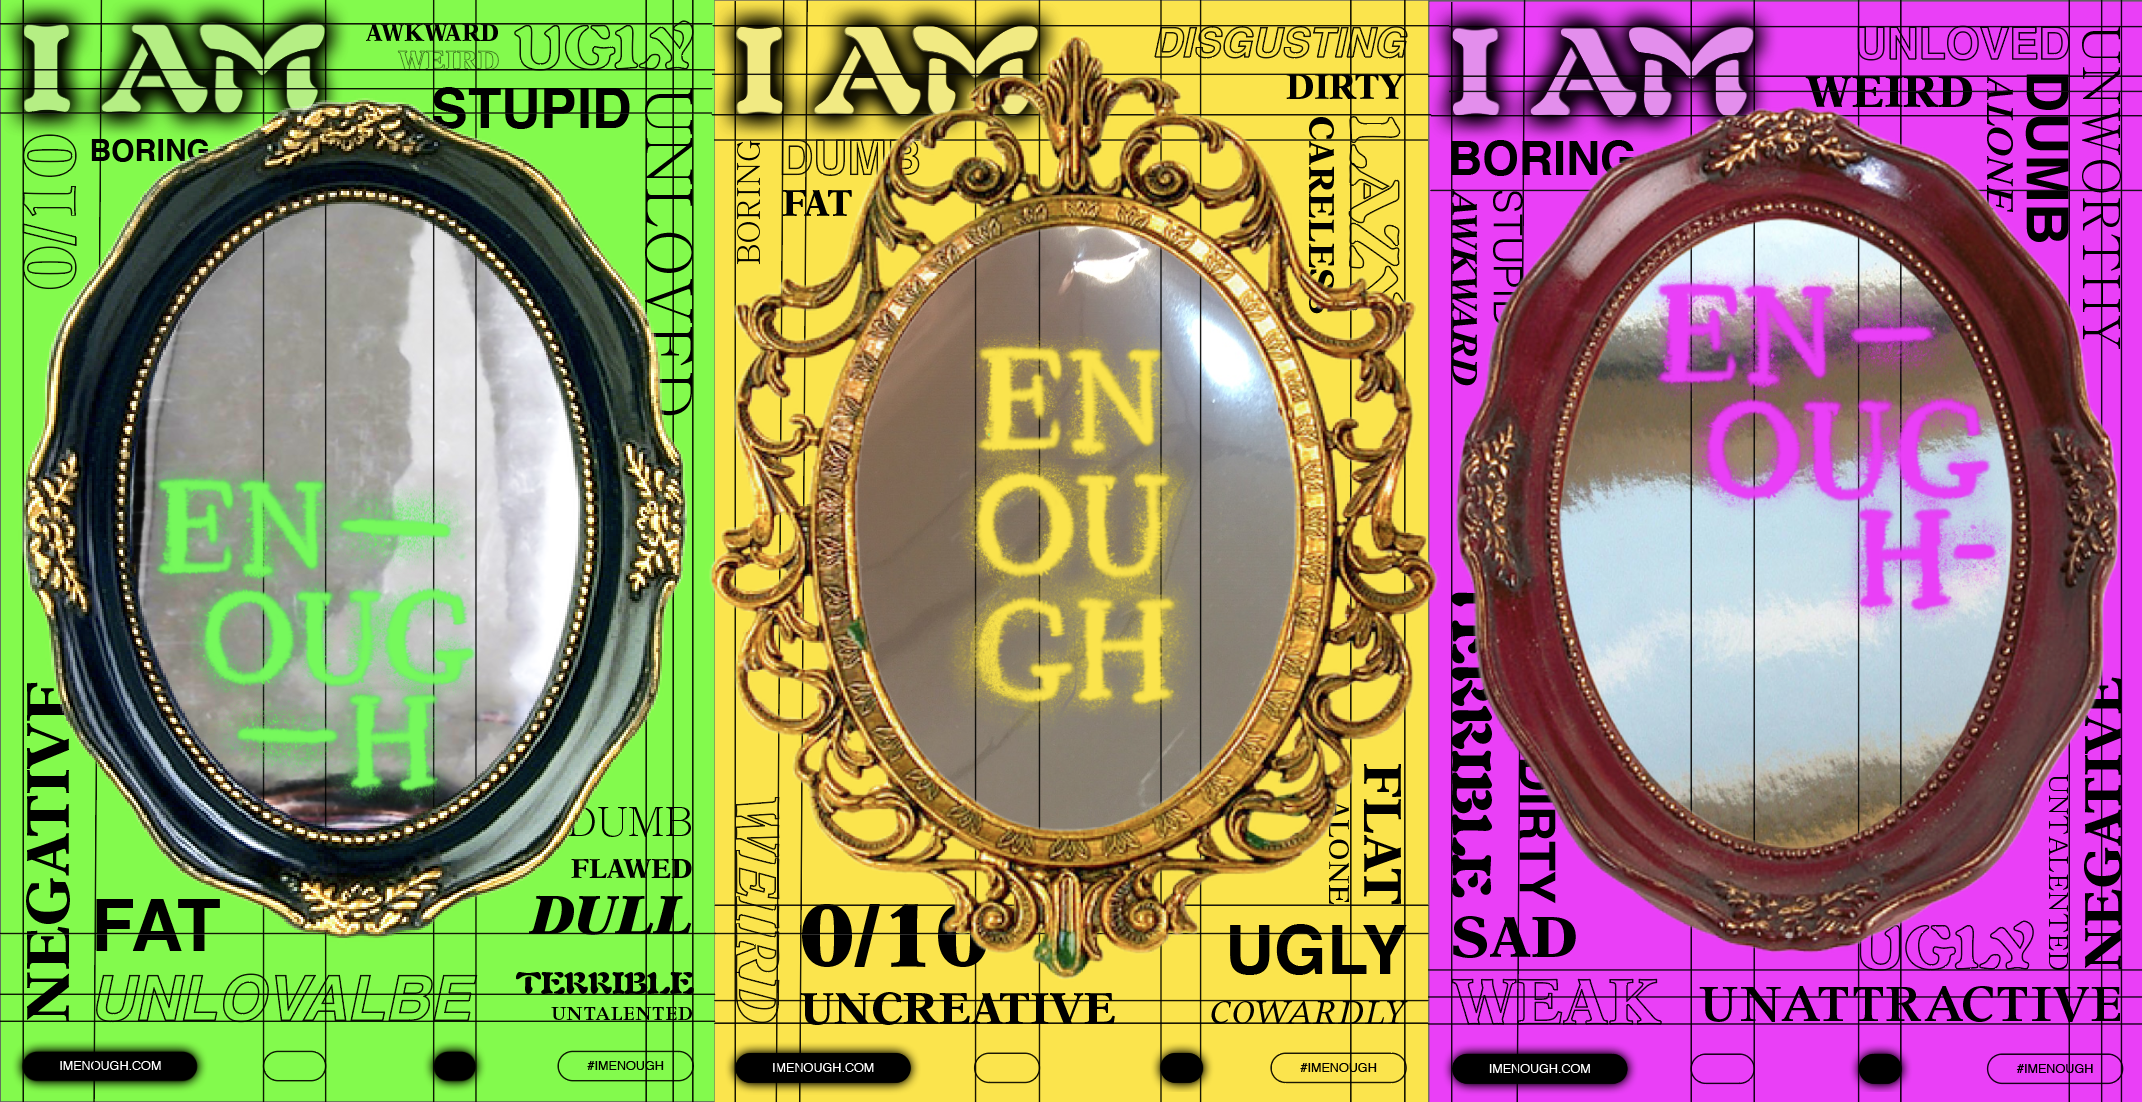 I AM
AWKWARD
WEIRD
UGLY
STUPID
UNLOVED
0/10
BORING
EN—
OUG
—H
NEGATIVE
FAT
UNLOVALBE
DUMB
FLAWED
DULL
TERRIBLE
UNTALENTED
IMENOUGH.COM
#IMENOUGH
I AM
DISGUSTING
DIRTY
CARELESS
LAZY
BORING
DUMB
FAT
EN
OU
GH
WEIRD
0/10
UNCREATIVE
FLAT
ALONE
UGLY
COWARDLY
IMENOUGH.COM
#IMENOUGH
I AM
UNLOVED
WEIRD
ALONE
DUMB
UNWORTHY
BORING
STUPID
AWKWARD
EN—
OUG
H-
TERRIBLE
DIRTY
SAD
WEAK
UGLY
UNTALENTED
NEGATIVE
UNATTRACTIVE
IMENOUGH.COM
#IMENOUGH